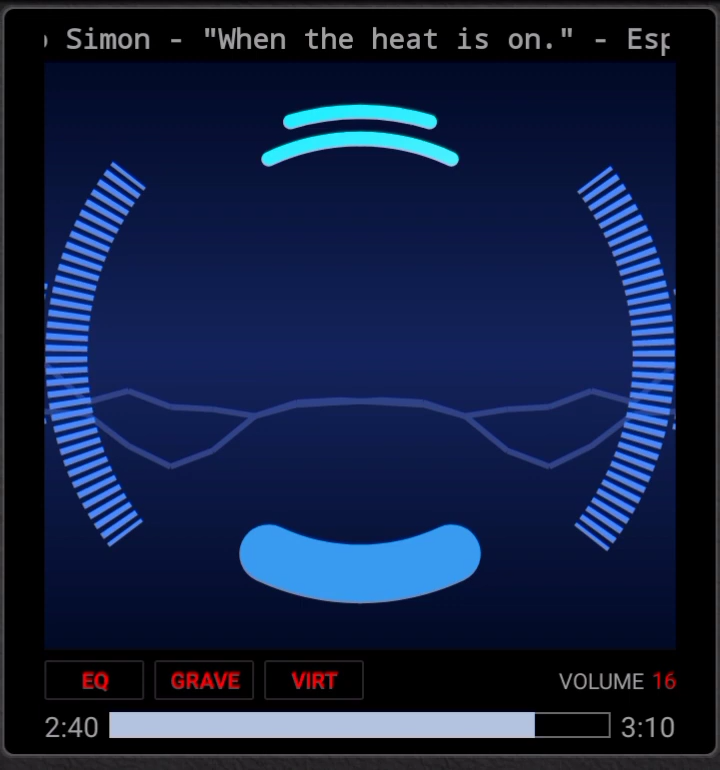 Simon - "When the heat is on." - Esp
EQ GRAVE VIRT VOLUME 16
2:40 3:10